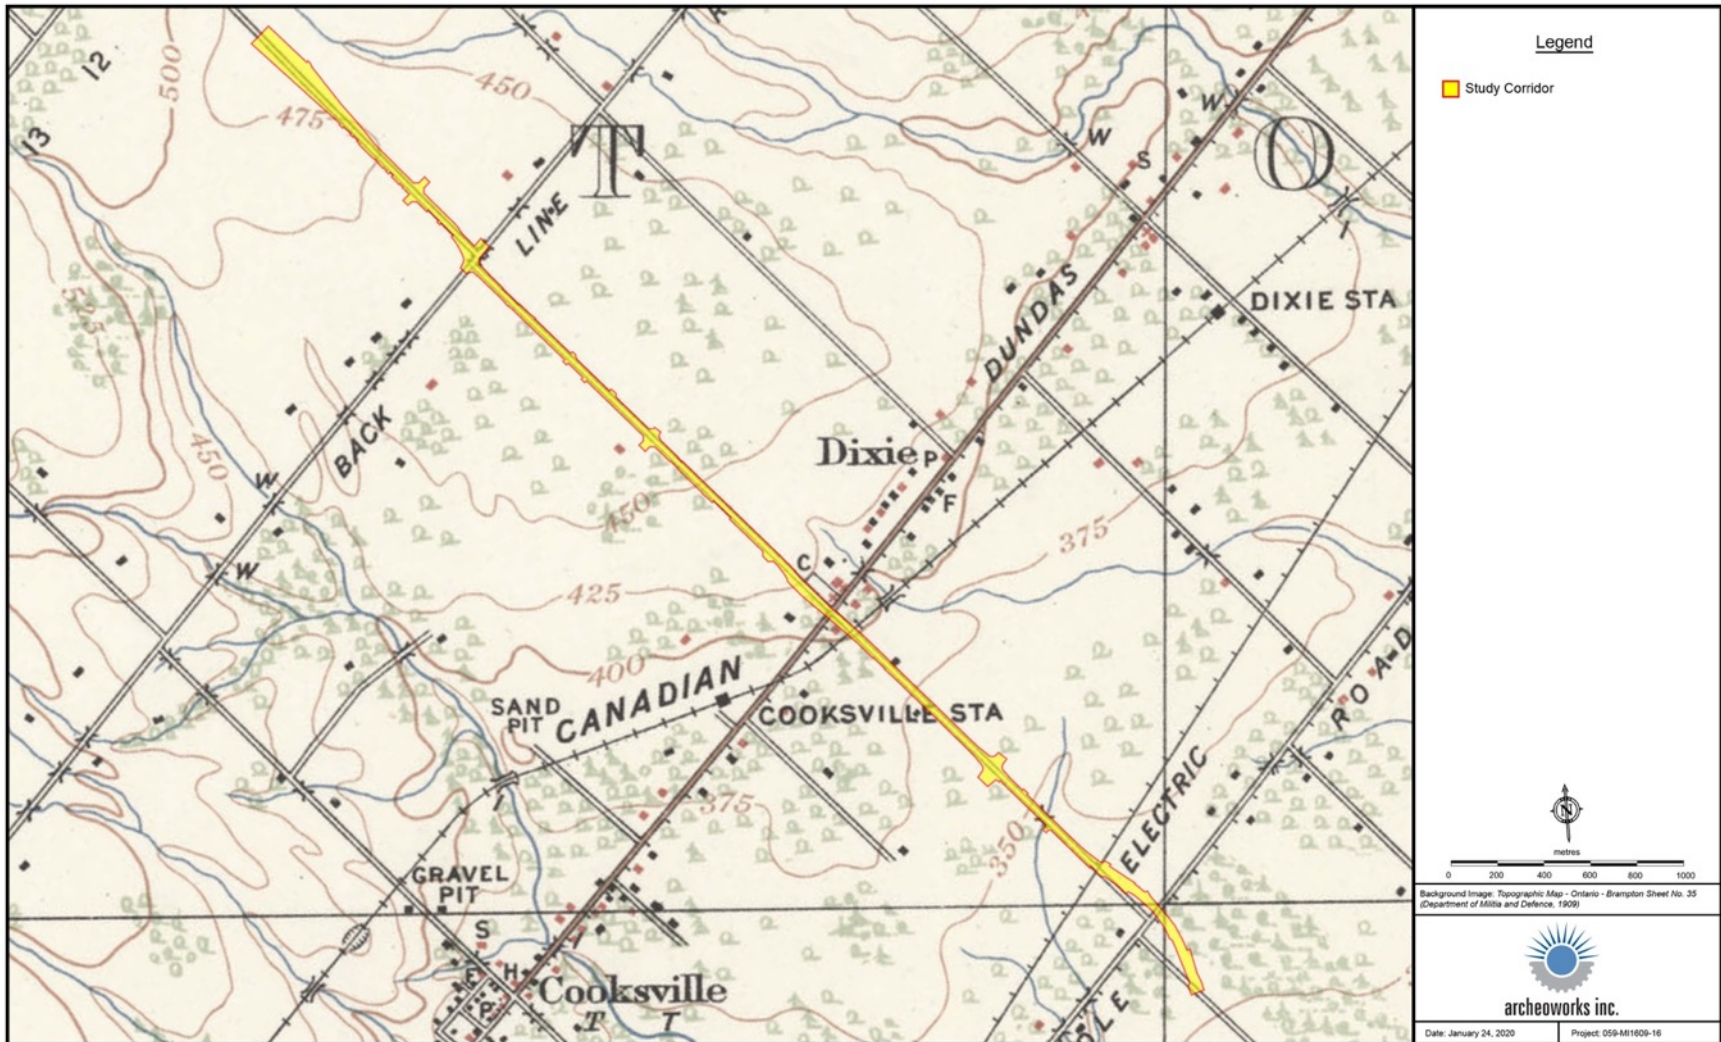 12
13
500
475
450
T
O
W
W
S
I
LINE
BACK
525
450
W
W
DUNDAS
DIXIE STA
Dixie P
F
450
375
C
425
400
SAND
PIT
CANADIAN
COOKSVILLE STA
ROAD
375
350
ELECTRIC
I
GRAVEL
PIT
S
F
H
P
Cooksville
T T
Legend
Study Corridor
N
metres
0 200 400 600 800 1000
Background Image: Topographic Map - Ontario - Brampton Sheet No. 35
(Department of Militia and Defence, 1909)
archeoworks inc.
Date: January 24, 2020 Project: 059-MI1609-16